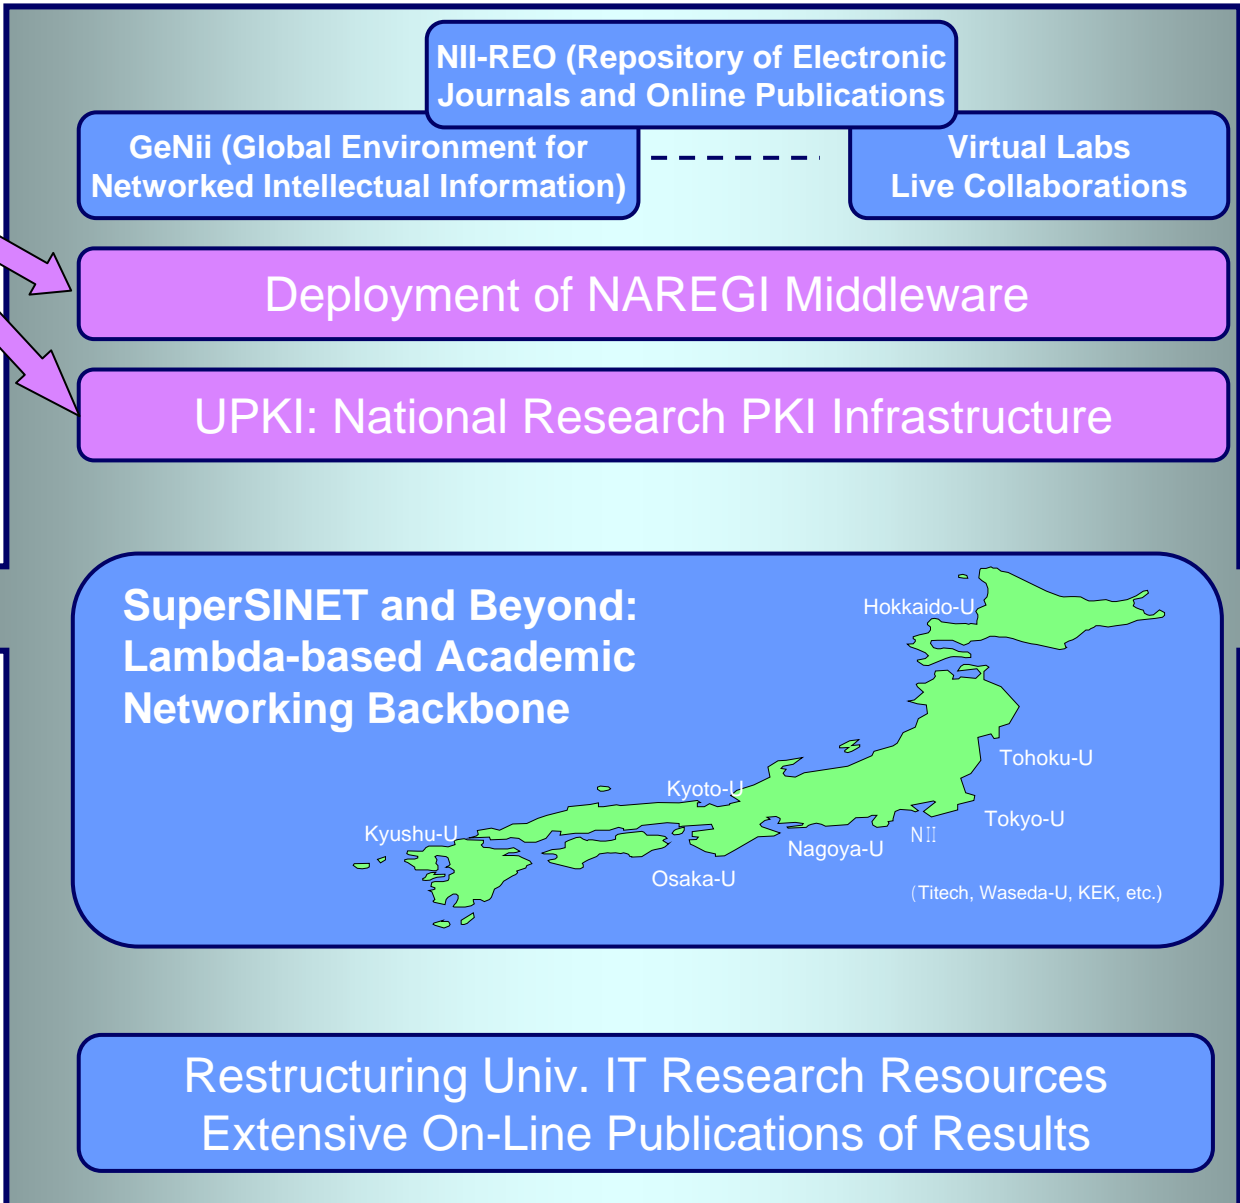 NII-REO (Repository of Electronic
Journals and Online Publications
GeNii (Global Environment for
Networked Intellectual Information)
Virtual Labs
Live Collaborations
Deployment of NAREGI Middleware
UPKI: National Research PKI Infrastructure
SuperSINET and Beyond:
Lambda-based Academic
Networking Backbone
Hokkaido-U
Tohoku-U
Kyoto-U
Tokyo-U
Kyushu-U
NII
Nagoya-U
Osaka-U
(Titech, Waseda-U, KEK, etc.)
Restructuring Univ. IT Research Resources
Extensive On-Line Publications of Results